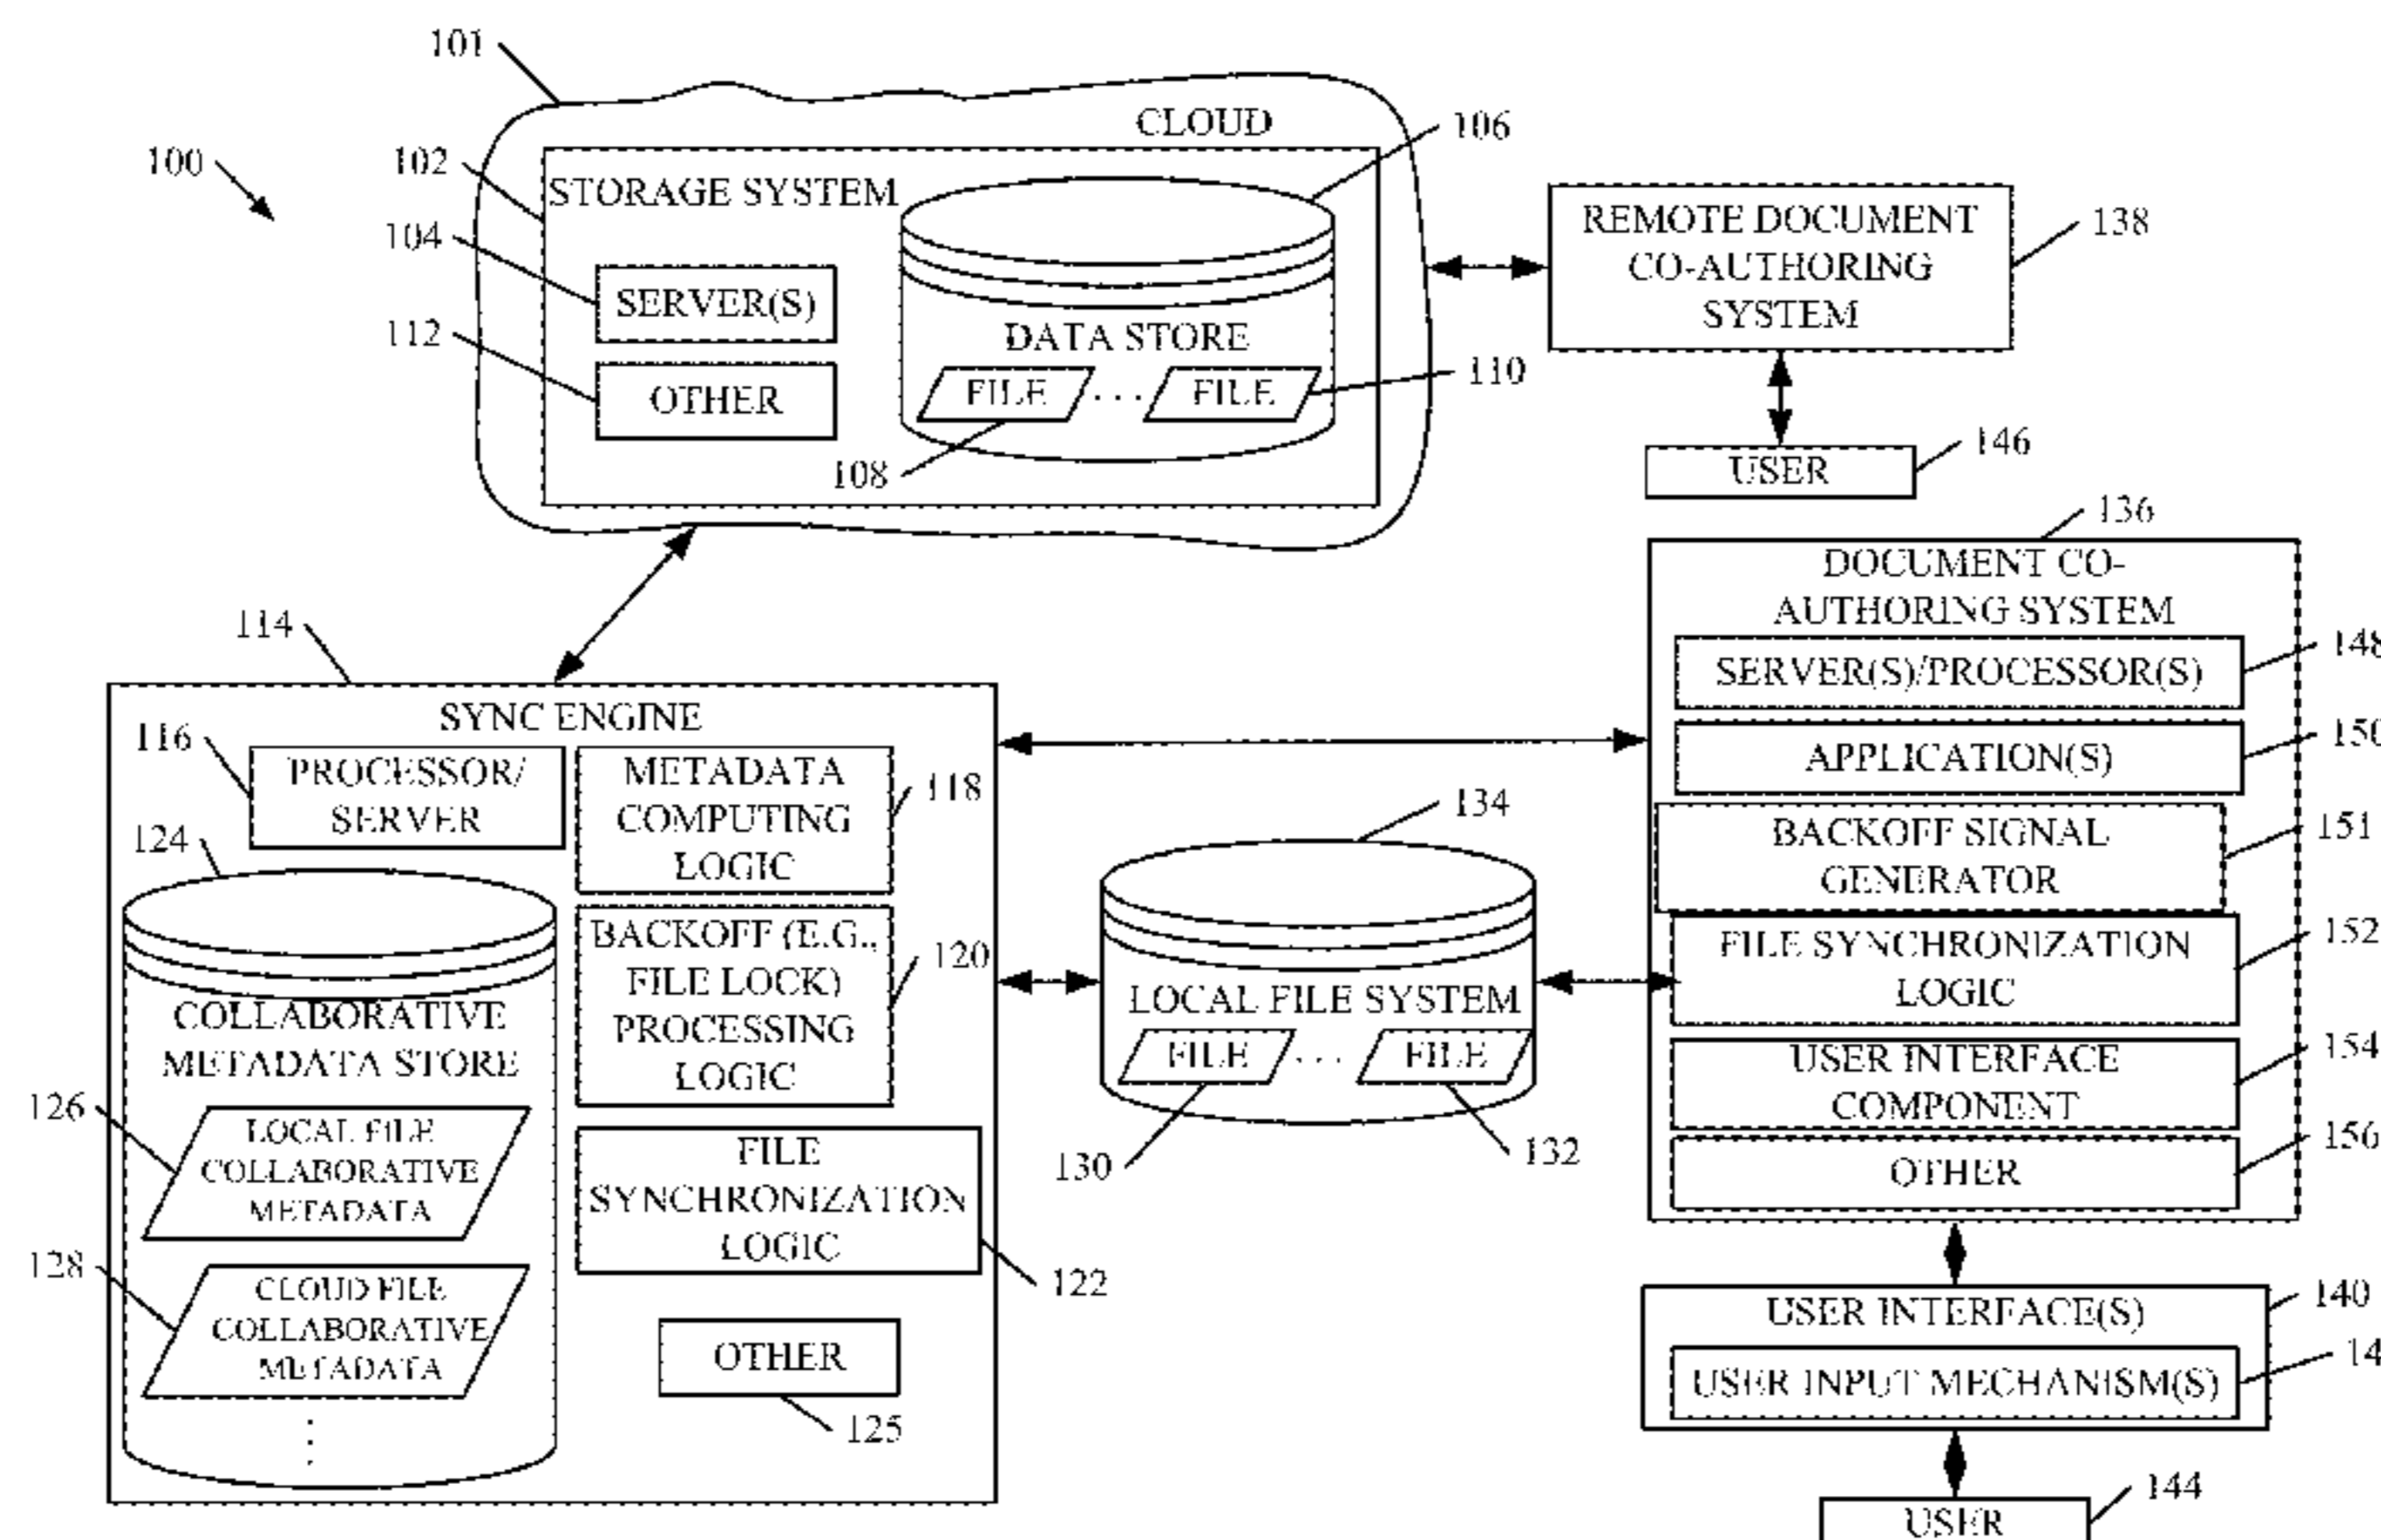 101
CLOUD
106
100
102
STORAGE SYSTEM
104
SERVER(S)
112
OTHER
DATA STORE
FILE
. . .
FILE
110
108
REMOTE DOCUMENT
CO-AUTHORING
SYSTEM
138
USER
146
136
DOCUMENT CO-
AUTHORING SYSTEM
SERVER(S)/PROCESSOR(S)
148
APPLICATION(S)
150
BACKOFF SIGNAL
GENERATOR
151
FILE SYNCHRONIZATION
LOGIC
152
USER INTERFACE
COMPONENT
154
OTHER
156
114
SYNC ENGINE
116
PROCESSOR/
SERVER
METADATA
COMPUTING
LOGIC
118
124
COLLABORATIVE
METADATA STORE
BACKOFF (E.G.,
FILE LOCK)
PROCESSING
LOGIC
120
126
LOCAL FILE
COLLABORATIVE
METADATA
FILE
SYNCHRONIZATION
LOGIC
122
128
CLOUD FILE
COLLABORATIVE
METADATA
OTHER
125
134
LOCAL FILE SYSTEM
FILE
. . .
FILE
130
132
USER INTERFACE(S)
140
USER INPUT MECHANISM(S)
14
USER
144